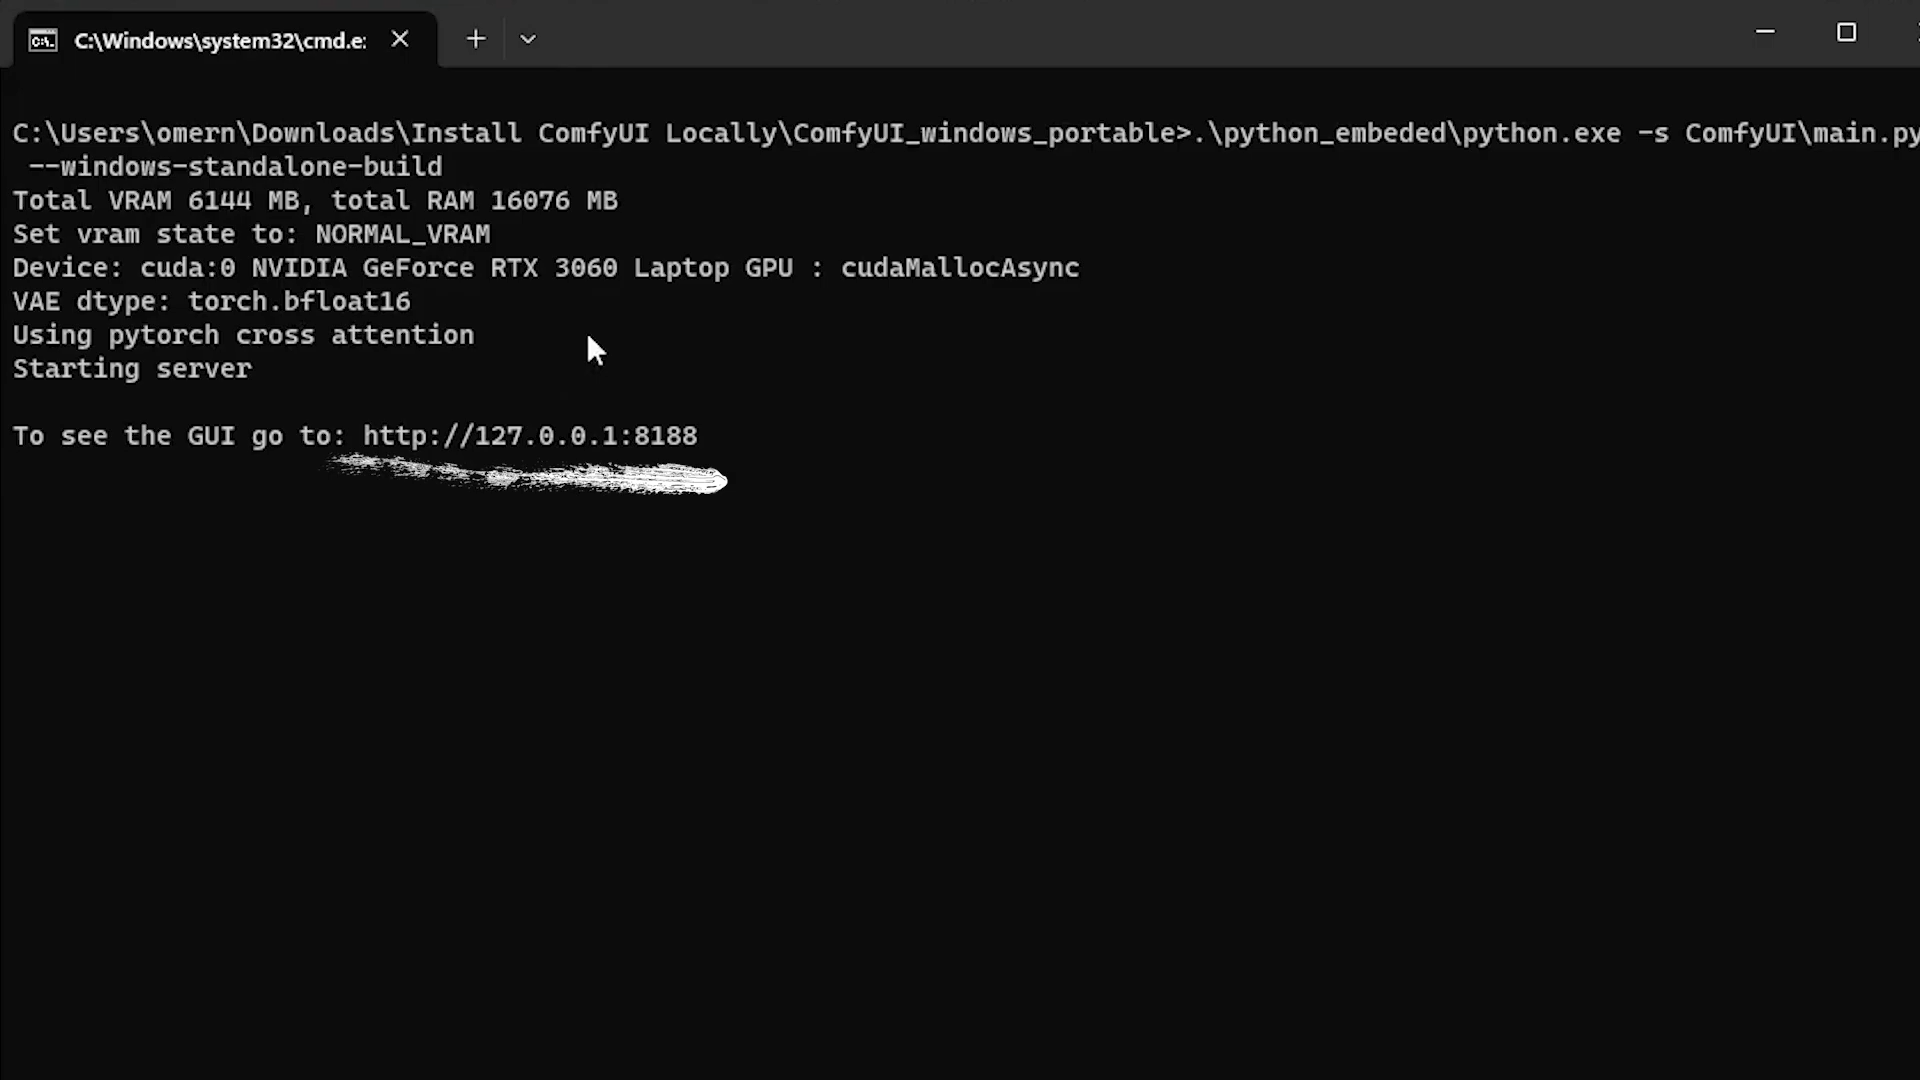 C:\Windows\system32\cmd.e
C:\Users\omern\Downloads\Install ComfyUI Locally\ComfyUI_windows_portable>.\python_embeded\python.exe -s ComfyUI\main.py
--windows-standalone-build
Total VRAM 6144 MB, total RAM 16076 MB
Set vram state to: NORMAL_VRAM
Device: cuda:0 NVIDIA GeForce RTX 3060 Laptop GPU : cudaMallocAsync
VAE dtype: torch.bfloat16
Using pytorch cross attention
Starting server
To see the GUI go to: http://127.0.0.1:8188